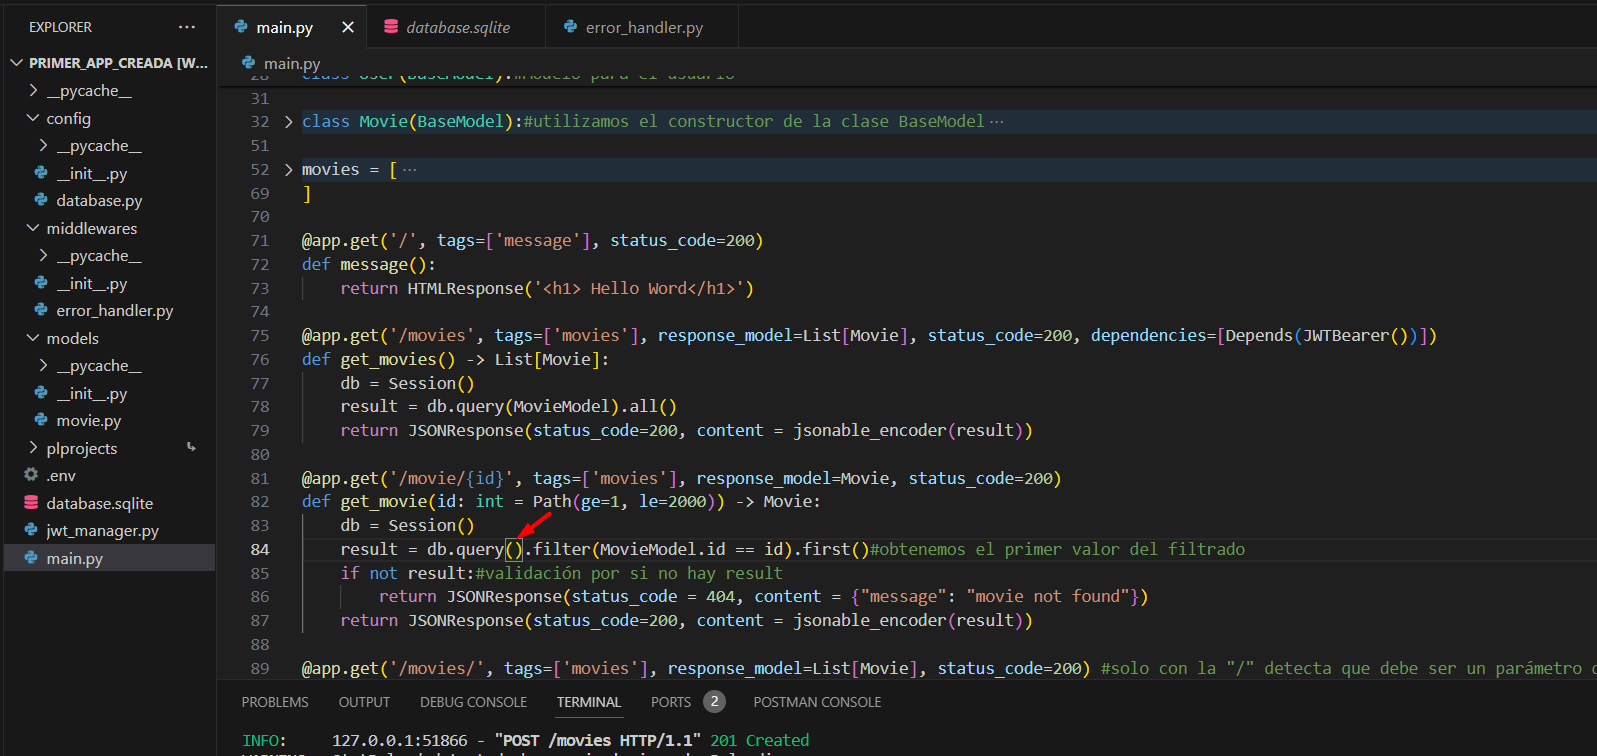 EXPLORER ···
main.py
database.sqlite
error_handler.py
PRIMER_APP_CREADA [W...
__pycache__
config
__pycache__
__init__.py
database.py
middlewares
__pycache__
__init__.py
error_handler.py
models
__pycache__
__init__.py
movie.py
plprojects
.env
database.sqlite
jwt_manager.py
main.py
main.py
28 class User(BaseModel):#Modelo para el usuario
31
32 class Movie(BaseModel):#utilizamos el constructor de la clase BaseModel ···
51
52 movies = [ ···
69 ]
70
71 @app.get('/', tags=['message'], status_code=200)
72 def message():
73 return HTMLResponse('<h1> Hello Word</h1>')
74
75 @app.get('/movies', tags=['movies'], response_model=List[Movie], status_code=200, dependencies=[Depends(JWTBearer())])
76 def get_movies() -> List[Movie]:
77 db = Session()
78 result = db.query(MovieModel).all()
79 return JSONResponse(status_code=200, content = jsonable_encoder(result))
80
81 @app.get('/movie/{id}', tags=['movies'], response_model=Movie, status_code=200)
82 def get_movie(id: int = Path(ge=1, le=2000)) -> Movie:
83 db = Session()
84 result = db.query().filter(MovieModel.id == id).first()#obtenemos el primer valor del filtrado
85 if not result:#validación por si no hay result
86 return JSONResponse(status_code = 404, content = {"message": "movie not found"})
87 return JSONResponse(status_code=200, content = jsonable_encoder(result))
88
89 @app.get('/movies/', tags=['movies'], response_model=List[Movie], status_code=200) #solo con la "/" detecta que debe ser un parámetro
PROBLEMS OUTPUT DEBUG CONSOLE TERMINAL PORTS 2 POSTMAN CONSOLE
INFO: 127.0.0.1:51866 - "POST /movies HTTP/1.1" 201 Created